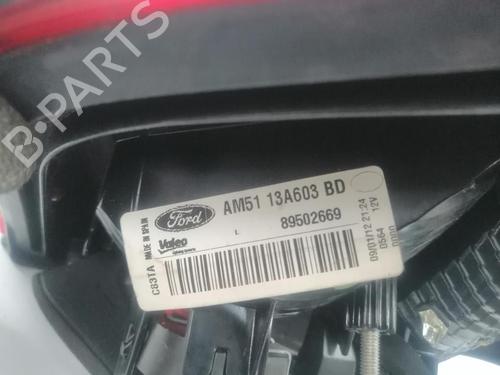 B-PARTS
Ford
AM51 13A603 BD
L 89502669
Valeo
MADE IN SPAIN
C83TA
09/01/12 21:24
12V
0564